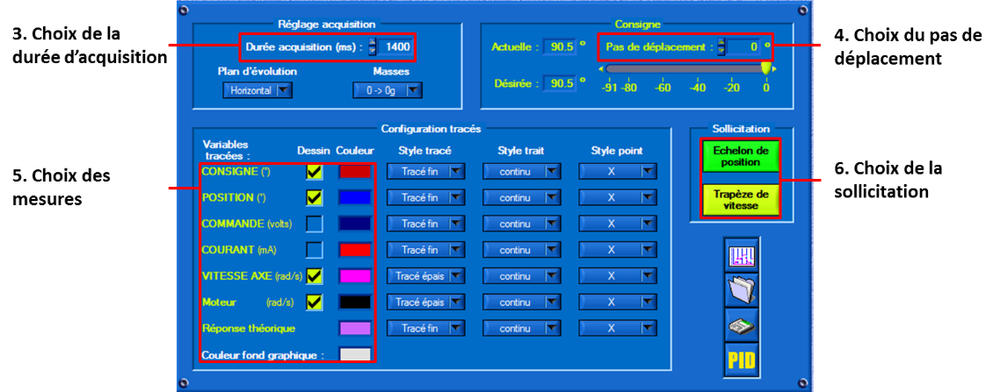 3. Choix de la
durée d'acquisition
Réglage acquisition
Durée acquisition (ms) : 1400
Plan d'évolution Masses
Horizontal 0 -> 0g
Consigne
Actuelle : 90.5 °
Pas de déplacement : 0 °
Désirée : 90.5 °
-91 -80 -60 -40 -20 0
4. Choix du pas de
déplacement
5. Choix des
mesures
Configuration tracés
Variables
tracées : Dessin Couleur Style tracé Style trait Style point
CONSIGNE (°) Tracé fin continu X
POSITION (°) Tracé fin continu X
COMMANDE (volts) Tracé fin continu X
COURANT (mA) Tracé fin continu X
VITESSE AXE (rad/s) Tracé épais continu X
Moteur (rad/s) Tracé épais continu X
Réponse théorique Tracé fin continu X
Couleur fond graphique :
Sollicitation
Echelon de
position
Trapèze de
vitesse
6. Choix de la
sollicitation
PID